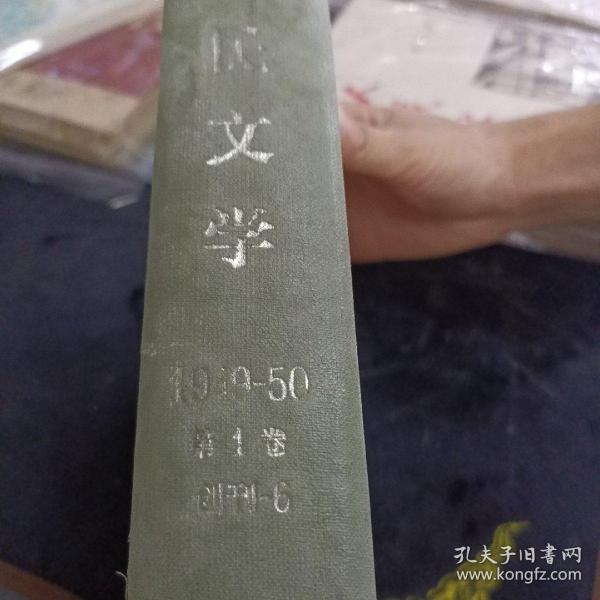 民
文
学
1949-50
第1卷
创刊-6
孔夫子旧书网
www.kongfz.com